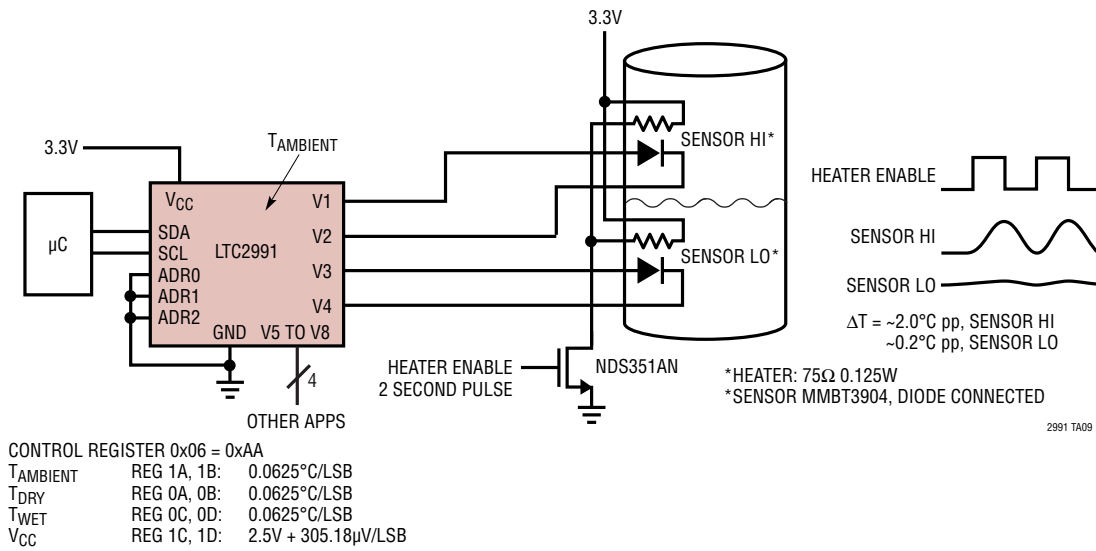 3.3V
3.3V
TAMBIENT
VCC
SDA
SCL
ADR0
ADR1
ADR2
GND
V5 TO V8
LTC2991
V1
V2
V3
V4
µC
4
OTHER APPS
SENSOR HI*
SENSOR LO*
HEATER ENABLE
2 SECOND PULSE
NDS351AN
HEATER ENABLE
SENSOR HI
SENSOR LO
ΔT = ~2.0°C pp, SENSOR HI
~0.2°C pp, SENSOR LO
*HEATER: 75Ω 0.125W
*SENSOR MMBT3904, DIODE CONNECTED
2991 TA09
CONTROL REGISTER 0x06 = 0xAA
TAMBIENT REG 1A, 1B: 0.0625°C/LSB
TDRY REG 0A, 0B: 0.0625°C/LSB
TWET REG 0C, 0D: 0.0625°C/LSB
VCC REG 1C, 1D: 2.5V + 305.18µV/LSB